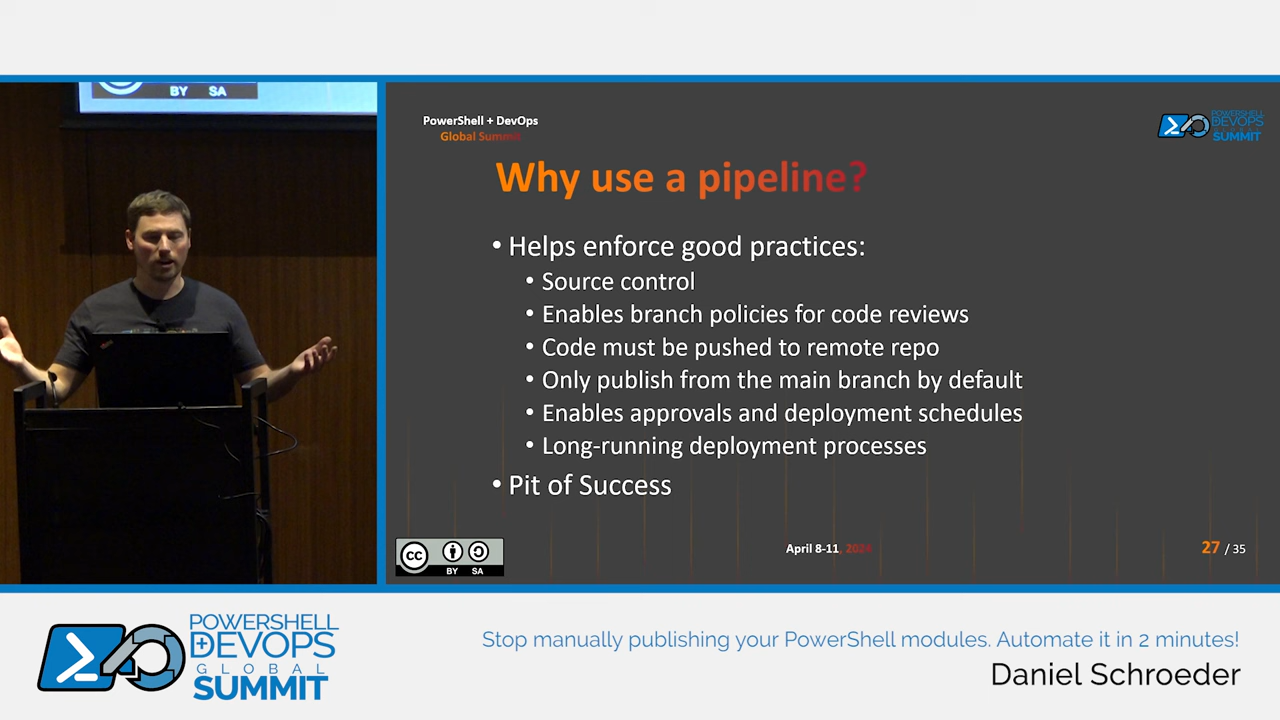 BY SA
PowerShell + DevOps
Global Summit
POWERSHELL
DEVOPS
SUMMIT
Why use a pipeline?
• Helps enforce good practices:
• Source control
• Enables branch policies for code reviews
• Code must be pushed to remote repo
• Only publish from the main branch by default
• Enables approvals and deployment schedules
• Long-running deployment processes
• Pit of Success
cc BY SA
April 8-11, 2024
27 / 35
POWERSHELL
+DEVOPS
GLOBAL
SUMMIT
Stop manually publishing your PowerShell modules. Automate it in 2 minutes!
Daniel Schroeder